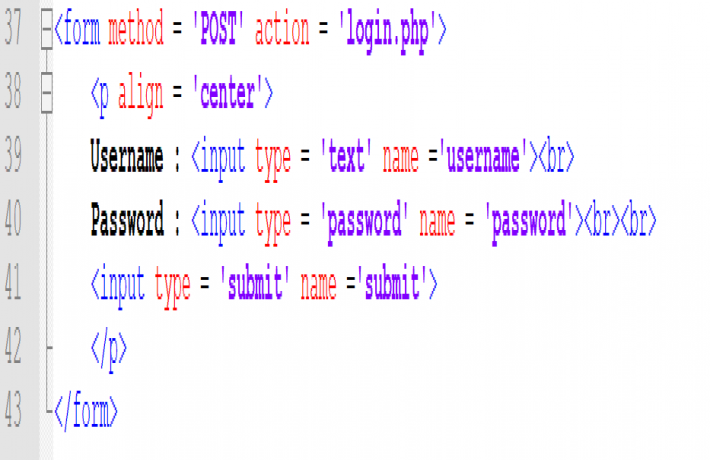 37 <form method = 'POST' action = 'login.php'>
38 <p align = 'center'>
39 Username : <input type = 'text' name ='username'><br>
40 Password : <input type = 'password' name = 'password'><br><br>
41 <input type = 'submit' name ='submit'>
42 </p>
43 </form>